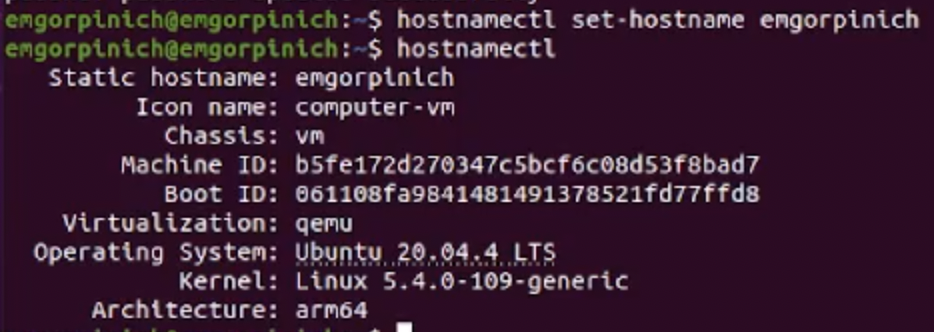 emgorpinich@emgorpinich:~$ hostnamectl set-hostname emgorpinich
emgorpinich@emgorpinich:~$ hostnamectl
Static hostname: emgorpinich
Icon name: computer-vm
Chassis: vm
Machine ID: b5fe172d270347c5bcf6c08d53f8bad7
Boot ID: 061108fa9841481491378521fd77ffd8
Virtualization: qemu
Operating System: Ubuntu 20.04.4 LTS
Kernel: Linux 5.4.0-109-generic
Architecture: arm64